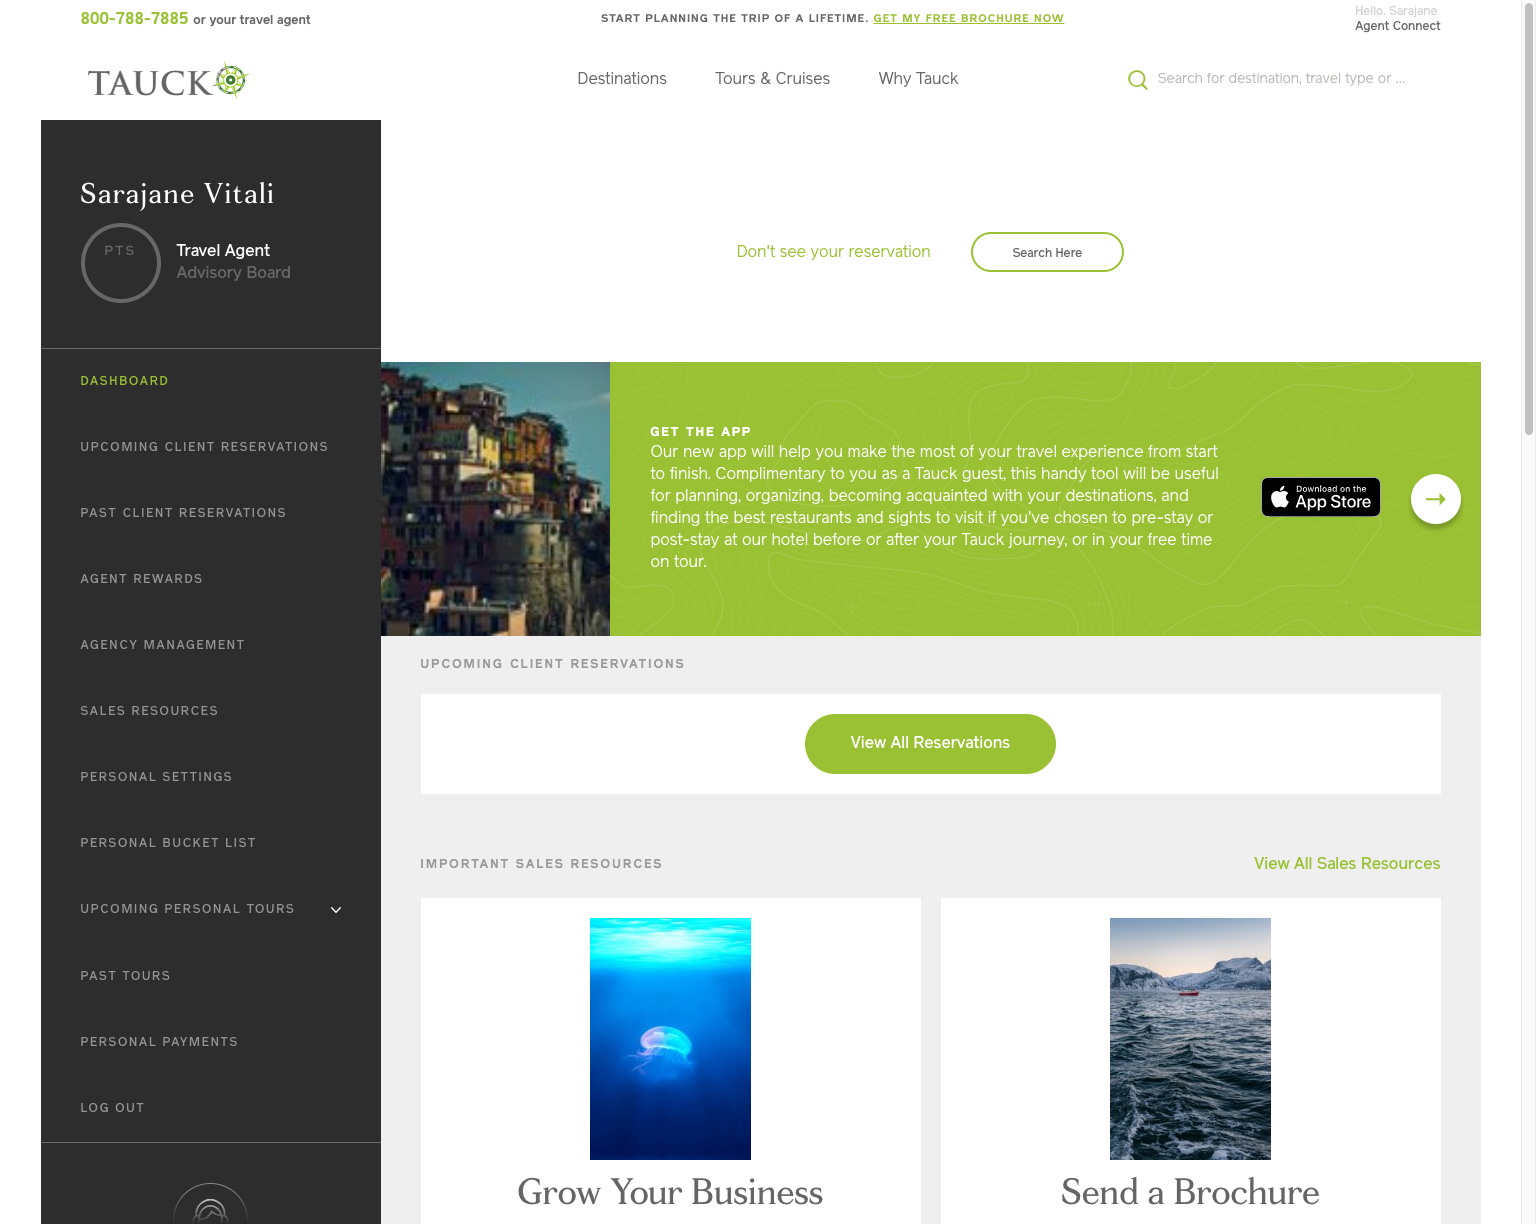 800-788-7885 or your travel agent
START PLANNING THE TRIP OF A LIFETIME. GET MY FREE BROCHURE NOW
Hello. Sarajane
Agent Connect
TAUCK
Destinations
Tours & Cruises
Why Tauck
Search for destination, travel type or ...
Sarajane Vitali
PTS
Travel Agent
Advisory Board
Don't see your reservation
Search Here
DASHBOARD
UPCOMING CLIENT RESERVATIONS
PAST CLIENT RESERVATIONS
AGENT REWARDS
AGENCY MANAGEMENT
SALES RESOURCES
PERSONAL SETTINGS
PERSONAL BUCKET LIST
UPCOMING PERSONAL TOURS
PAST TOURS
PERSONAL PAYMENTS
LOG OUT
GET THE APP
Our new app will help you make the most of your travel experience from start
to finish. Complimentary to you as a Tauck guest, this handy tool will be useful
for planning, organizing, becoming acquainted with your destinations, and
finding the best restaurants and sights to visit if you've chosen to pre-stay or
post-stay at our hotel before or after your Tauck journey, or in your free time
on tour.
Download on the
App Store
UPCOMING CLIENT RESERVATIONS
View All Reservations
IMPORTANT SALES RESOURCES
View All Sales Resources
Grow Your Business
Send a Brochure